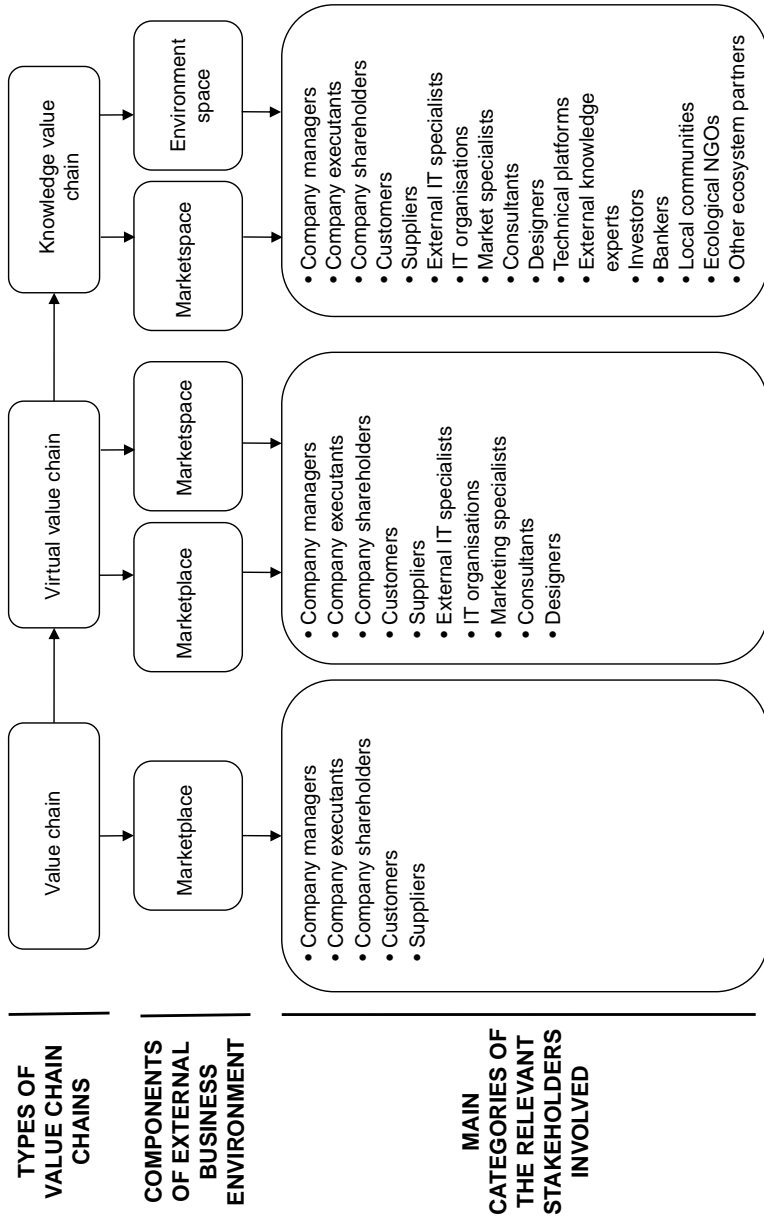 TYPES OF
VALUE CHAIN
CHAINS
Value chain
Virtual value chain
Knowledge value
chain
COMPONENTS
OF EXTERNAL
BUSINESS
ENVIRONMENT
Marketplace
Marketplace
Marketspace
Marketspace
Environment
space
MAIN
CATEGORIES OF
THE RELEVANT
STAKEHOLDERS
INVOLVED
• Company managers
• Company executants
• Company shareholders
• Customers
• Suppliers
• Company managers
• Company executants
• Company shareholders
• Customers
• Suppliers
• External IT specialists
• IT organisations
• Marketing specialists
• Consultants
• Designers
• Company managers
• Company executants
• Company shareholders
• Customers
• Suppliers
• External IT specialists
• IT organisations
• Market specialists
• Consultants
• Designers
• Technical platforms
• External knowledge
experts
• Investors
• Bankers
• Local communities
• Ecological NGOs
• Other ecosystem partners